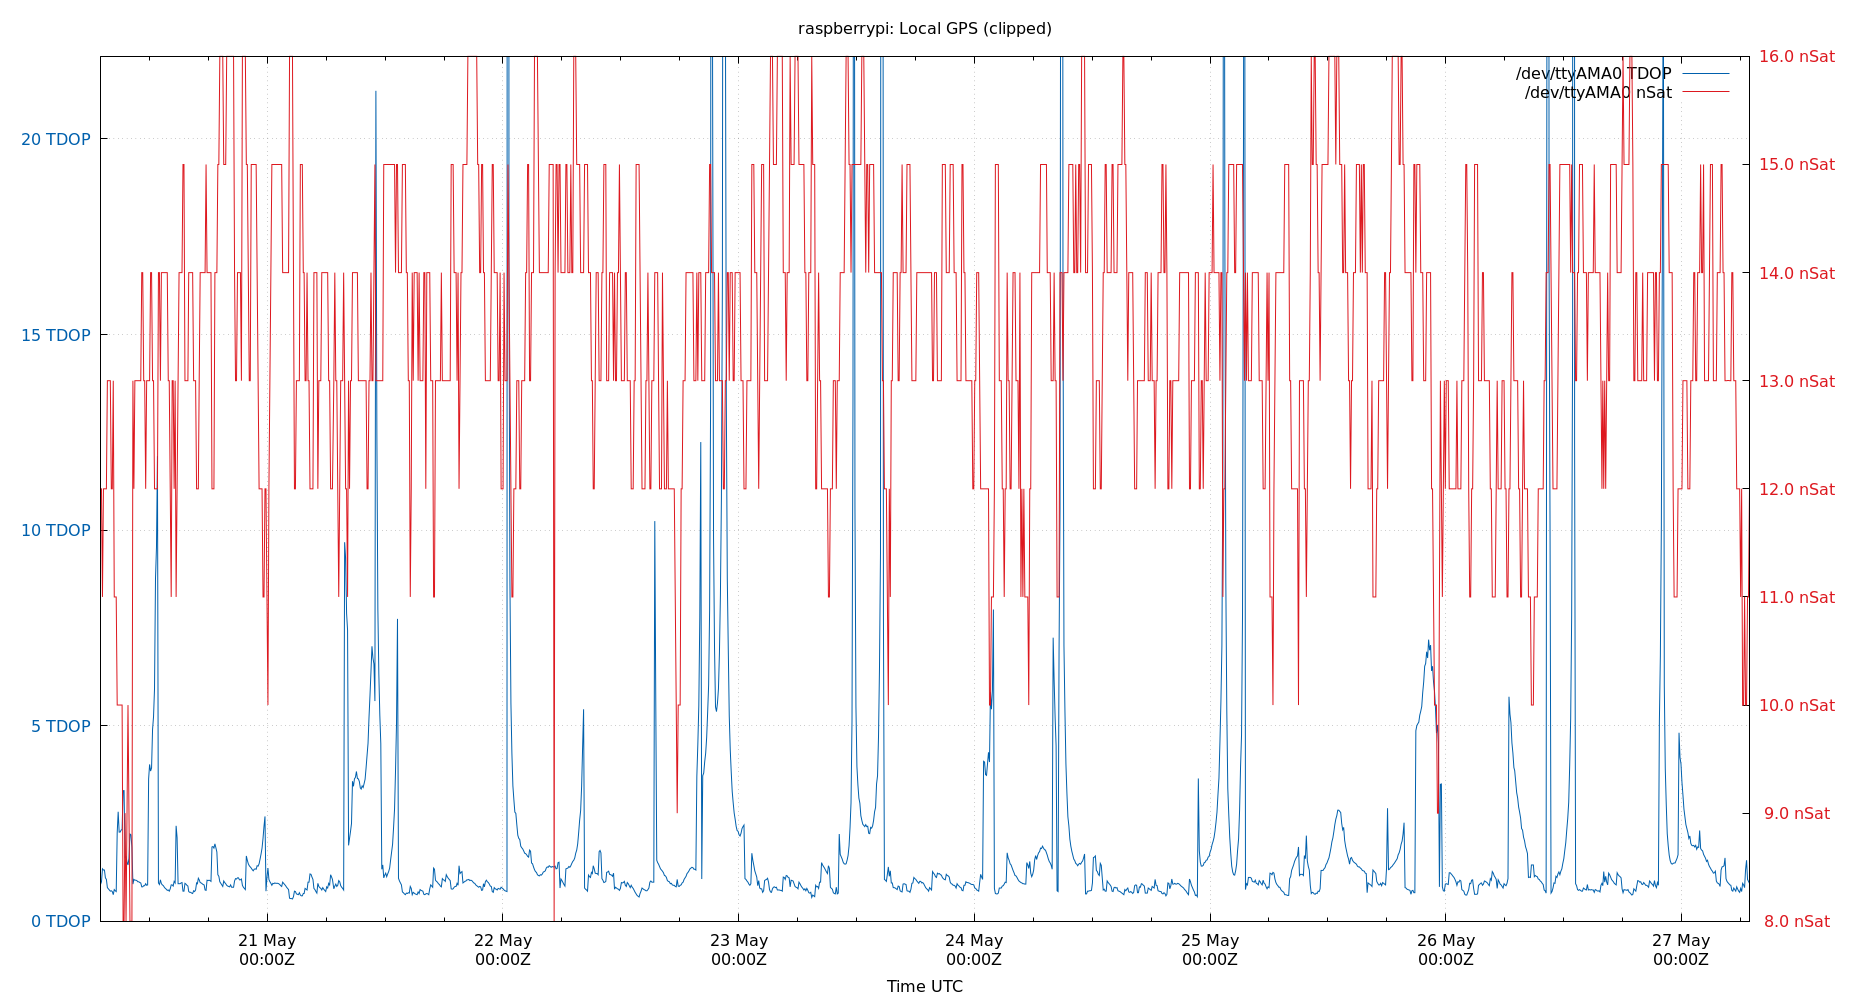 raspberrypi: Local GPS (clipped)
16.0 nSat
/dev/ttyAMA0 TDOP
/dev/ttyAMA0 nSat
20 TDOP
15.0 nSat
14.0 nSat
15 TDOP
13.0 nSat
12.0 nSat
10 TDOP
11.0 nSat
10.0 nSat
5 TDOP
9.0 nSat
0 TDOP
8.0 nSat
21 May
00:00Z
22 May
00:00Z
23 May
00:00Z
24 May
00:00Z
25 May
00:00Z
26 May
00:00Z
27 May
00:00Z
Time UTC